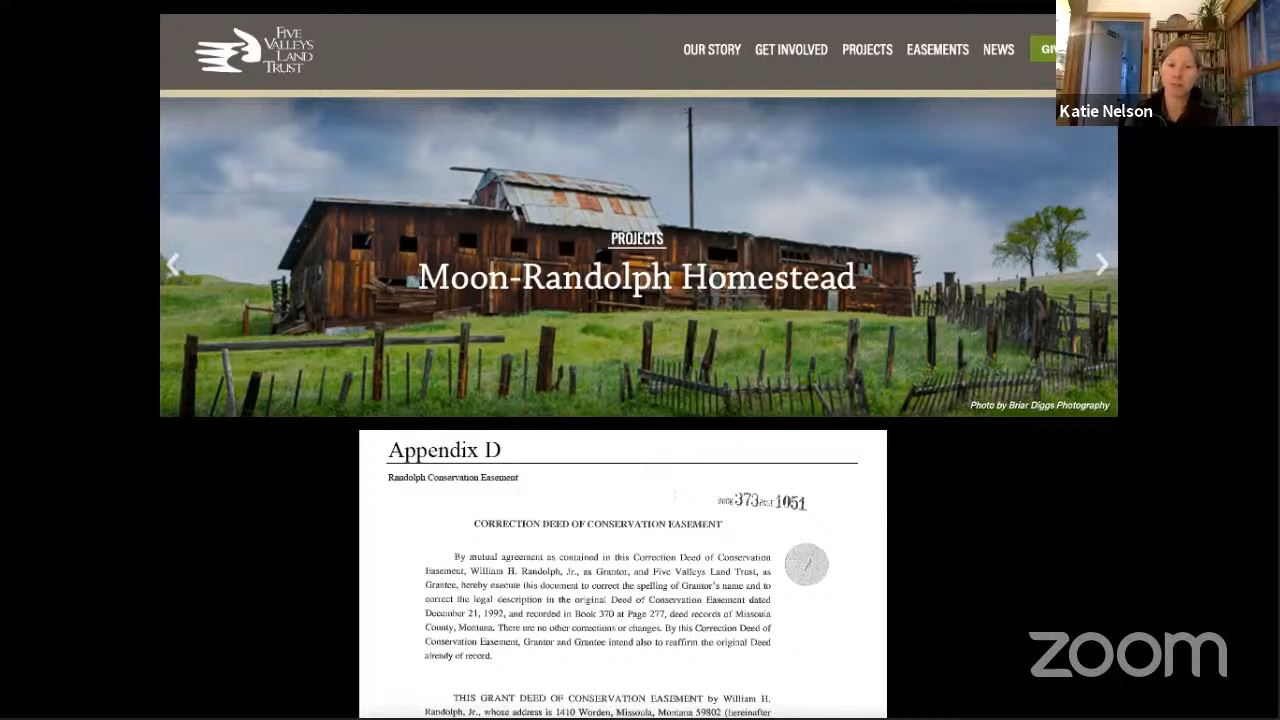 FIVE
VALLEYS
LAND
TRUST
OUR STORY GET INVOLVED PROJECTS EASEMENTS NEWS GIV
Katie Nelson
PROJECTS
Moon-Randolph Homestead
Photo by Briar Diggs Photography
Appendix D
Randolph Conservation Easement
BOOK 373 PAGE 1051
CORRECTION DEED OF CONSERVATION EASEMENT
By mutual agreement as contained in this Correction Deed of Conservation
Easement, William H. Randolph, Jr., as Grantor, and Five Valleys Land Trust, as
Grantee, hereby execute this document to correct the spelling of Grantor's name and to
correct the legal description in the original Deed of Conservation Easement dated
December 21, 1992, and recorded in Book 370 at Page 277, deed records of Missoula
County, Montana. There are no other corrections or changes. By this Correction Deed of
Conservation Easement, Grantor and Grantee intend also to reaffirm the original Deed
already of record.
THIS GRANT DEED OF CONSERVATION EASEMENT by William H.
Randolph, Jr., whose address is 1410 Worden, Missoula, Montana 59802 (hereinafter
zoom